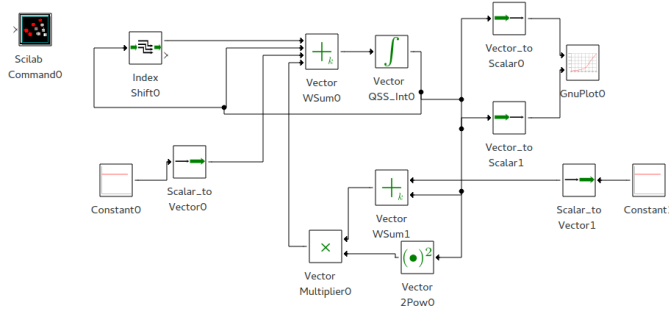 Scilab
Command0
Index
Shift0
+k
Vector
WSum0
∫
Vector
QSS_Int0
Vector_to
Scalar0
GnuPlot0
Vector_to
Scalar1
Constant0
Scalar_to
Vector0
+k
Vector
WSum1
Scalar_to
Vector1
Constant1
×
Vector
Multiplier0
(•)2
Vector
2Pow0